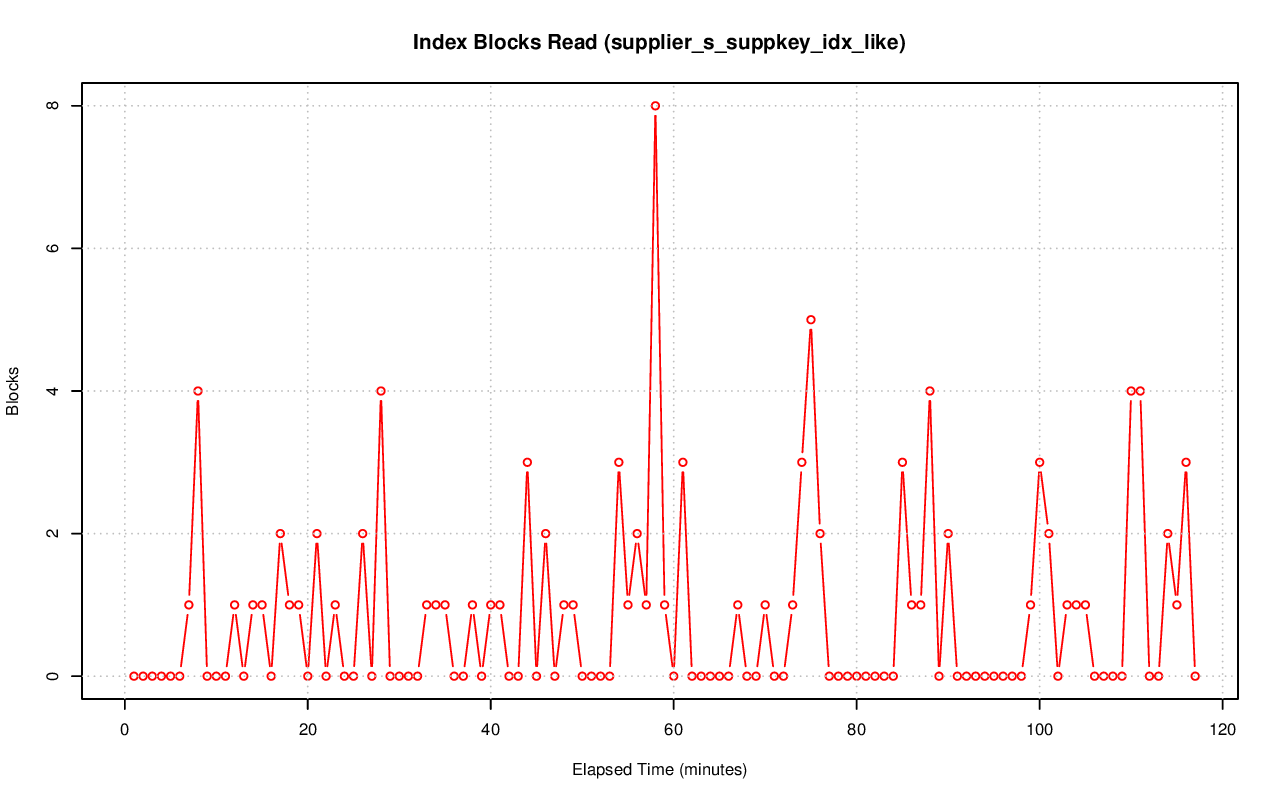 Index Blocks Read (supplier_s_suppkey_idx_like)
8
6
4
2
0
Blocks
0 20 40 60 80 100 120
Elapsed Time (minutes)